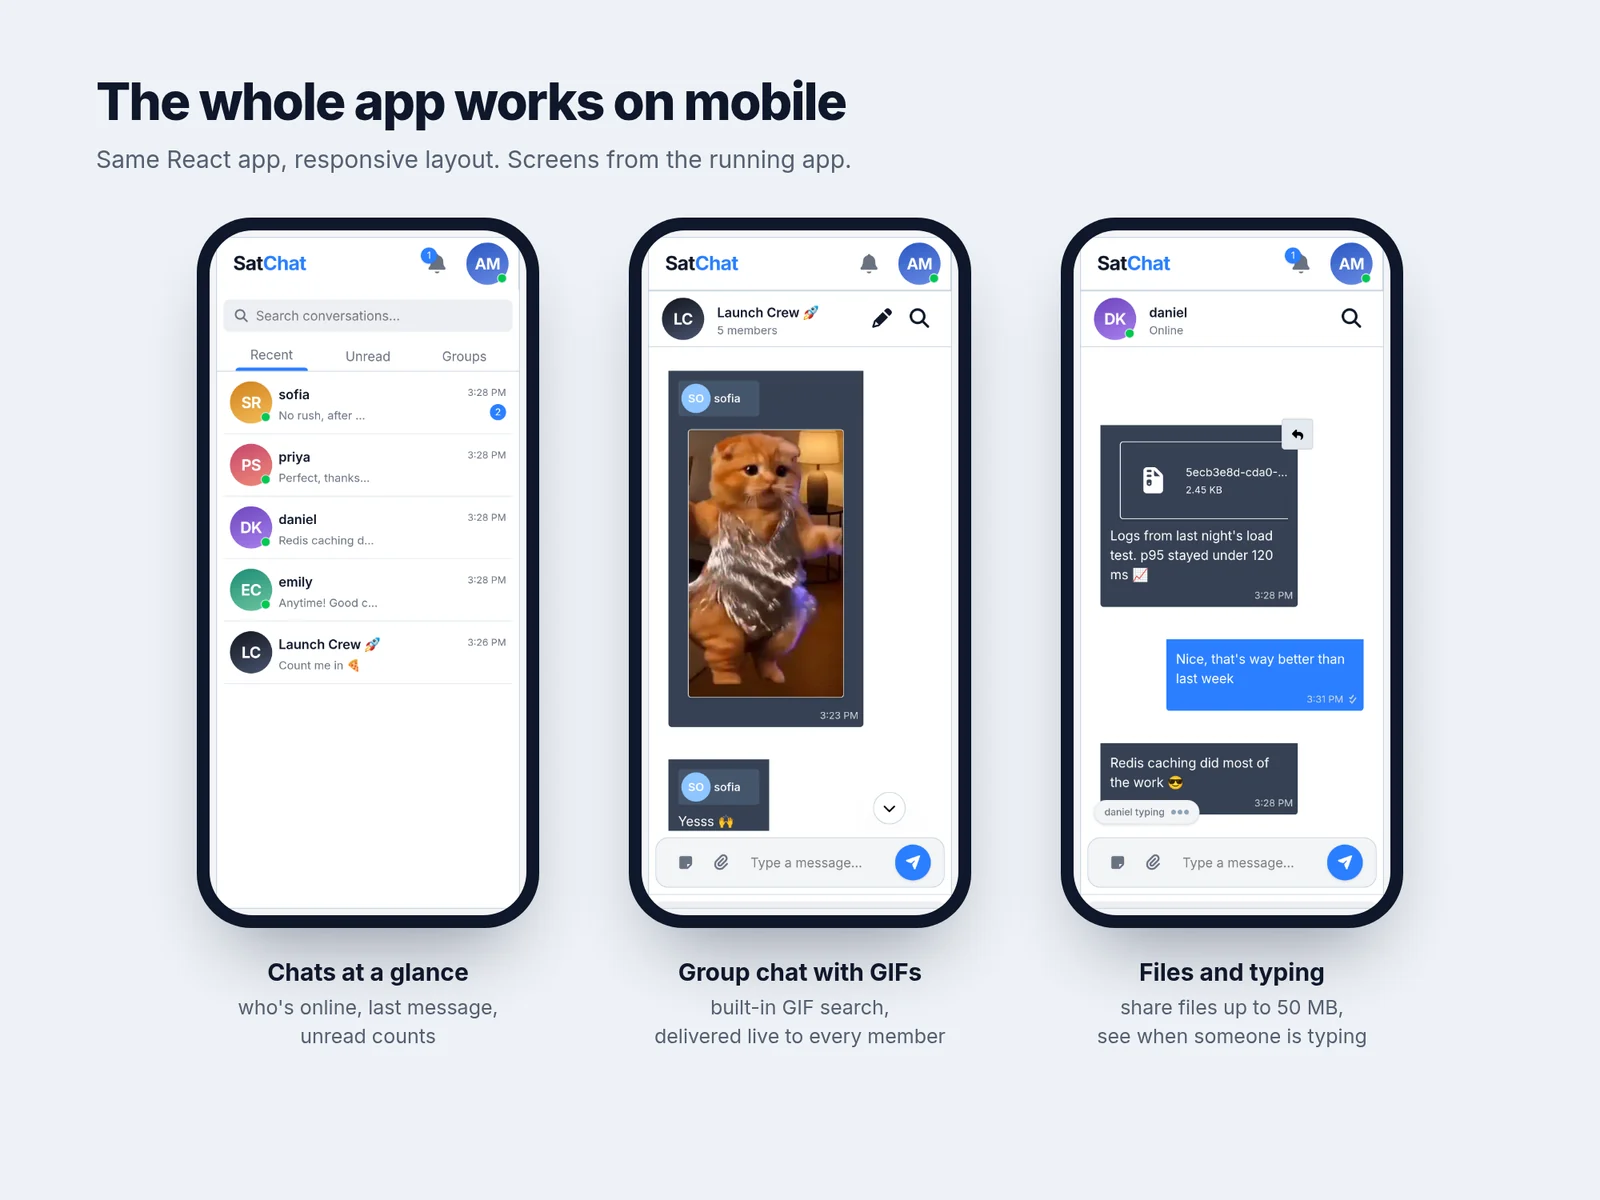 The whole app works on mobile
Same React app, responsive layout. Screens from the running app.
SatChat
1
AM
Search conversations...
Recent
Unread
Groups
SR
sofia
3:28 PM
No rush, after ...
2
PS
priya
3:28 PM
Perfect, thanks...
DK
daniel
3:28 PM
Redis caching d...
EC
emily
3:28 PM
Anytime! Good c...
LC
Launch Crew 🚀
3:26 PM
Count me in 🍕
Chats at a glance
who's online, last message,
unread counts
SatChat
AM
LC
Launch Crew 🚀
5 members
SO
sofia
3:23 PM
SO
sofia
Yesss 🙌
Type a message...
Group chat with GIFs
built-in GIF search,
delivered live to every member
SatChat
1
AM
DK
daniel
Online
5ecb3e8d-cda0-...
2.45 KB
Logs from last night's load
test. p95 stayed under 120
ms 📈
3:28 PM
Nice, that's way better than
last week
3:31 PM
Redis caching did most of
the work 😎
3:28 PM
daniel typing
Type a message...
Files and typing
share files up to 50 MB,
see when someone is typing